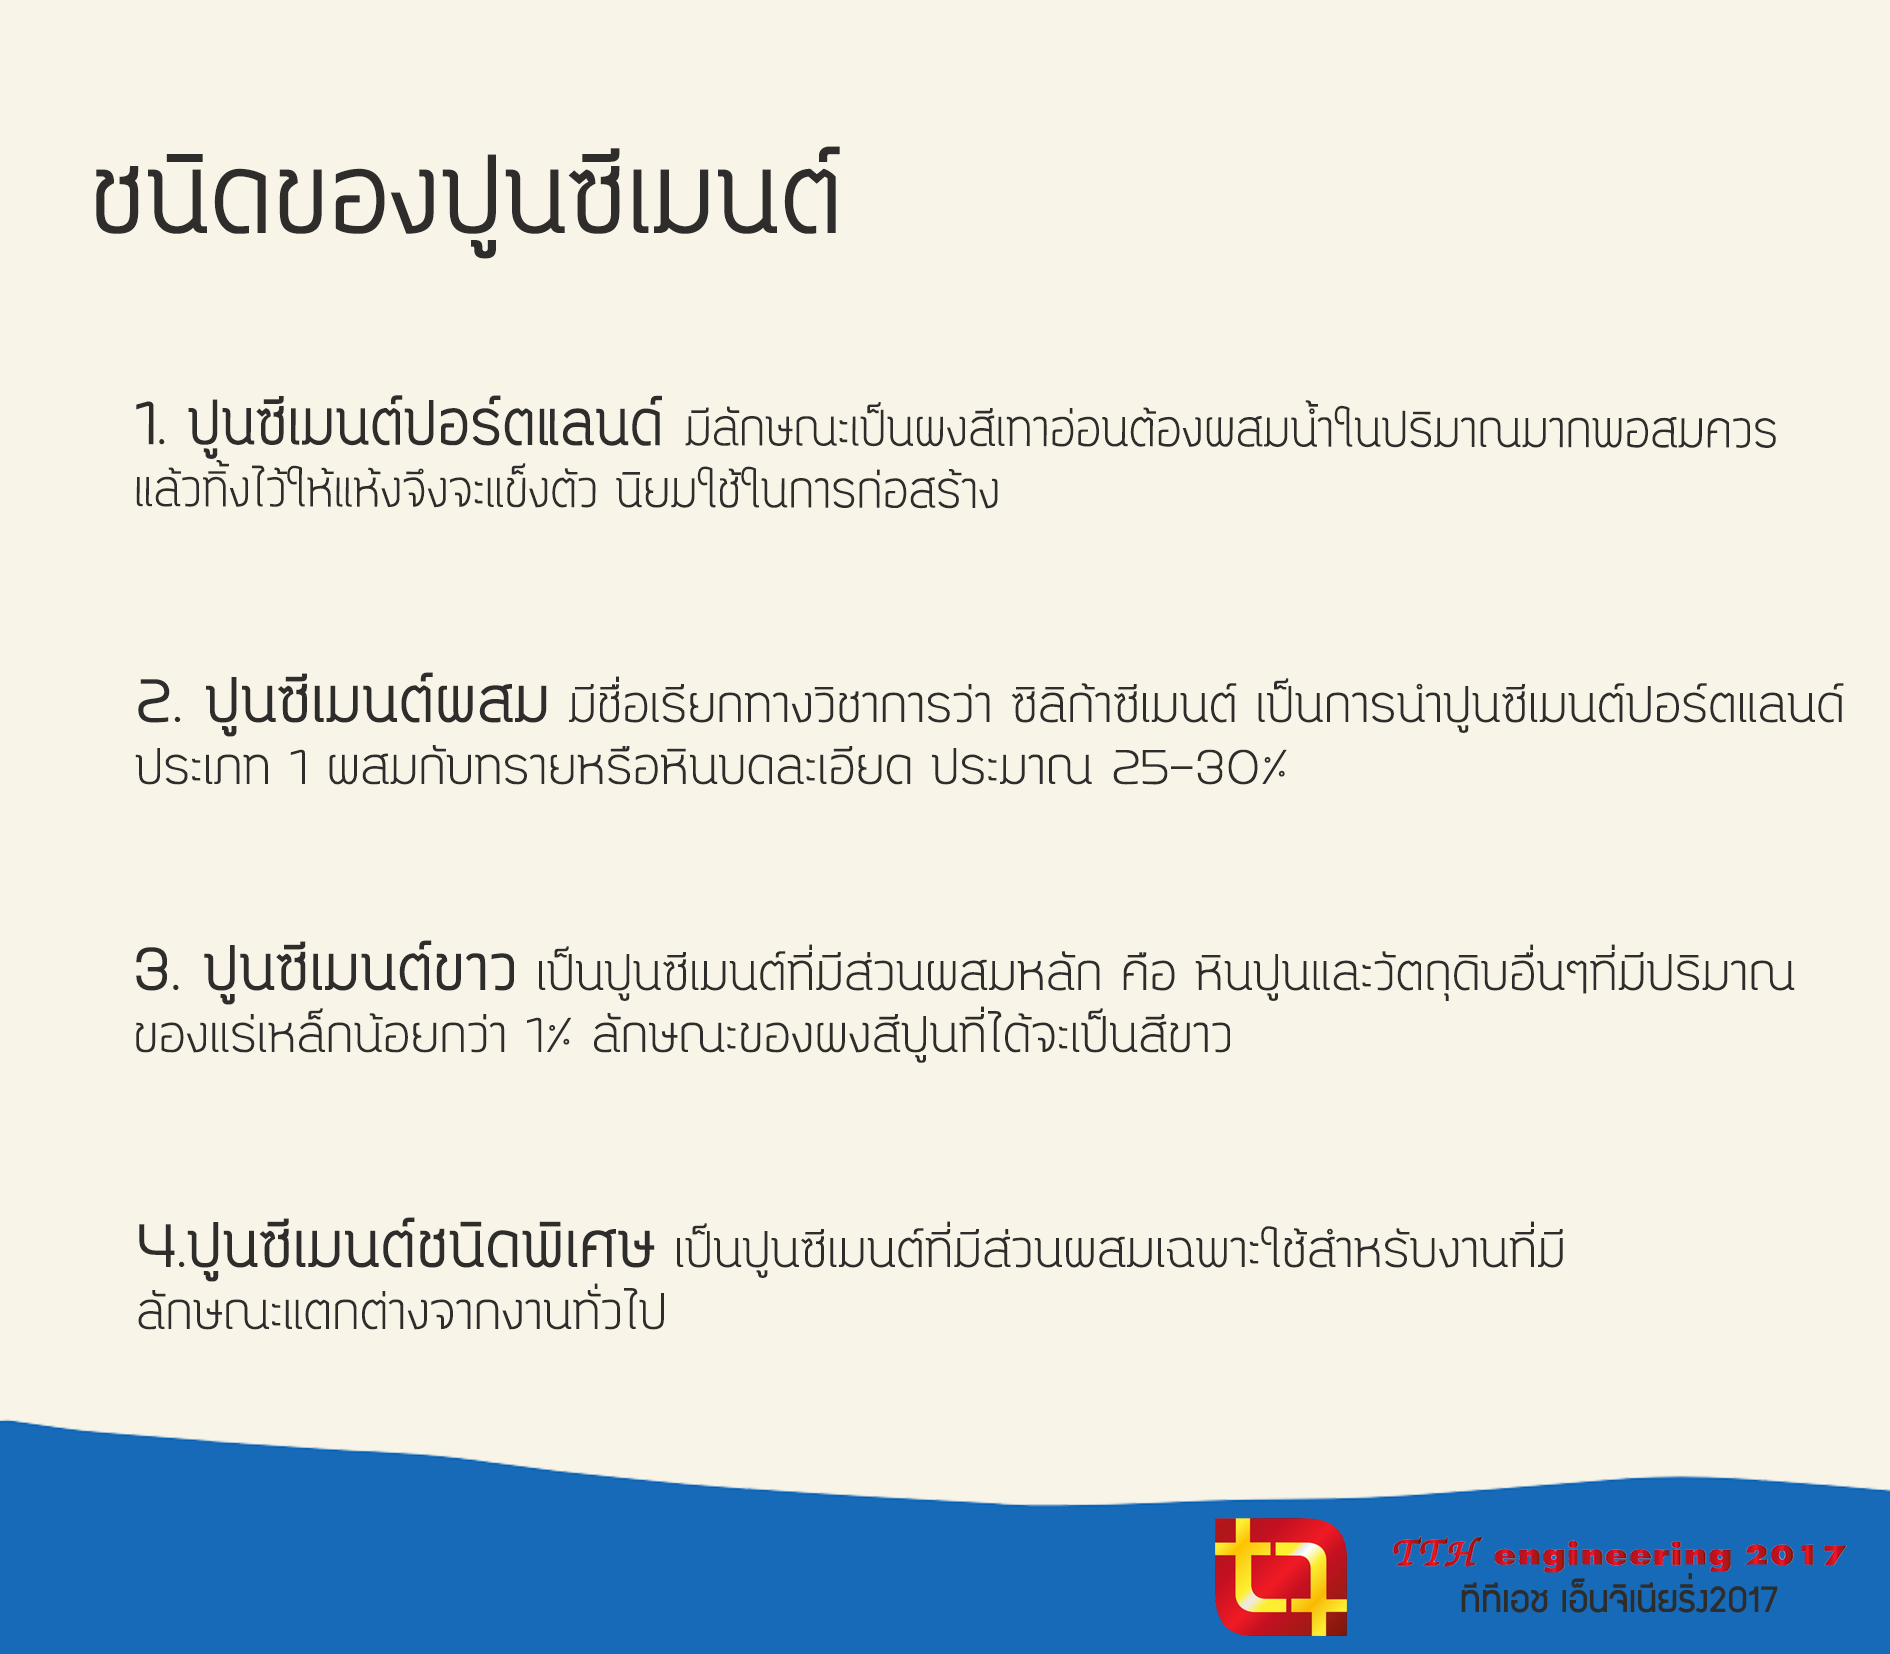 ชนิดของปูนซีเมนต์
1. ปูนซีเมนต์ปอร์ตแลนด์ มีลักษณะเป็นผงสีเทาอ่อนต้องผสมน้ำในปริมาณมากพอสมควร
แล้วทิ้งไว้ให้แห้งจึงจะแข็งตัว นิยมใช้ในการก่อสร้าง
2. ปูนซีเมนต์ผสม มีชื่อเรียกทางวิชาการว่า ซิลิก้าซีเมนต์ เป็นการนำปูนซีเมนต์ปอร์ตแลนด์
ประเภท 1 ผสมกับทรายหรือหินบดละเอียด ประมาณ 25-30%
3. ปูนซีเมนต์ขาว เป็นปูนซีเมนต์ที่มีส่วนผสมหลัก คือ หินปูนและวัตถุดิบอื่นๆที่มีปริมาณ
ของแร่เหล็กน้อยกว่า 1% ลักษณะของผงสีปูนที่ได้จะเป็นสีขาว
4.ปูนซีเมนต์ชนิดพิเศษ เป็นปูนซีเมนต์ที่มีส่วนผสมเฉพาะใช้สำหรับงานที่มี
ลักษณะแตกต่างจากงานทั่วไป
TTH engineering 2017
ทีทีเอช เอ็นจิเนียริ่ง2017